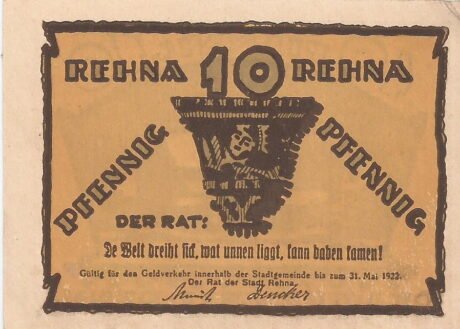 REHNA 10 REHNA
PFENNIG PFENNIG
DER RAT:
De Welt dreiht sick, wat unnen liggt, kann baben kamen!
Gültig für den Geldverkehr innerhalb der Stadtgemeinde bis zum 31. Mai 1922.
Der Rat der Stadt Rehna.